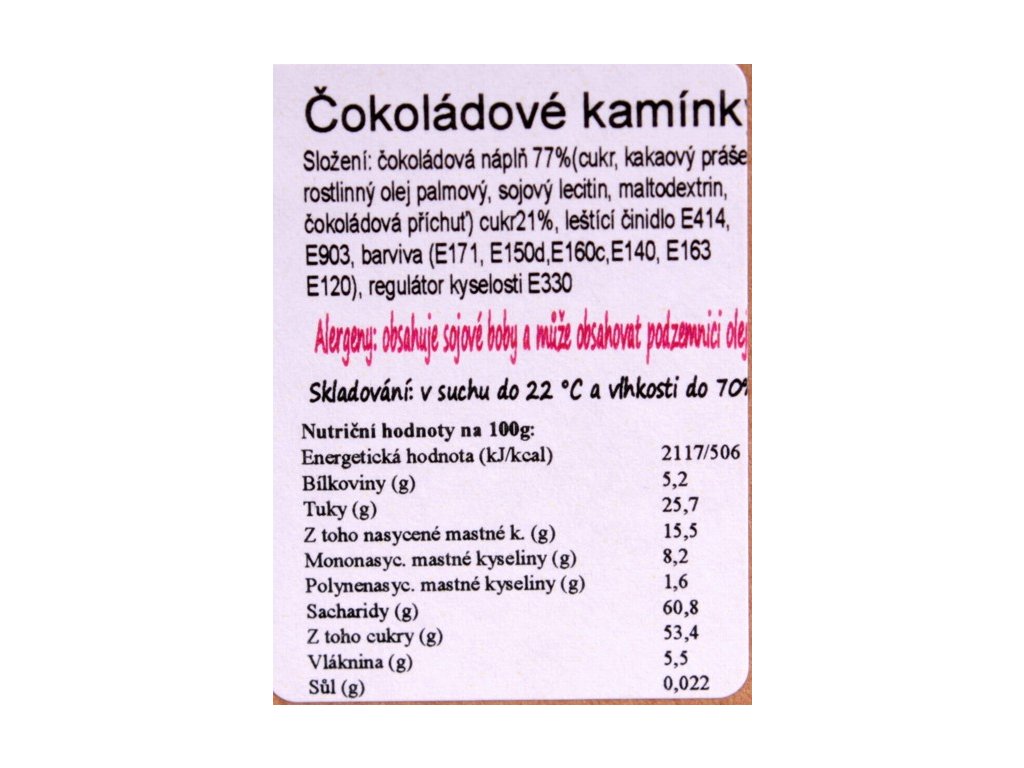 Čokoládové kamínky
Složení: čokoládová náplň 77%(cukr, kakaový práše
rostlinný olej palmový, sojový lecitin, maltodextrin,
čokoládová příchuť) cukr21%, leštící činidlo E414,
E903, barviva (E171, E150d,E160c,E140, E163
E120), regulátor kyselosti E330
Alergeny: obsahuje sojové boby a může obsahovat podzemnici olej
Skladování: v suchu do 22 °C a vlhkosti do 70%
Nutriční hodnoty na 100g:
Energetická hodnota (kJ/kcal) 2117/506
Bílkoviny (g) 5,2
Tuky (g) 25,7
Z toho nasycené mastné k. (g) 15,5
Mononasyc. mastné kyseliny (g) 8,2
Polynenasyc. mastné kyseliny (g) 1,6
Sacharidy (g) 60,8
Z toho cukry (g) 53,4
Vláknina (g) 5,5
Sůl (g) 0,022